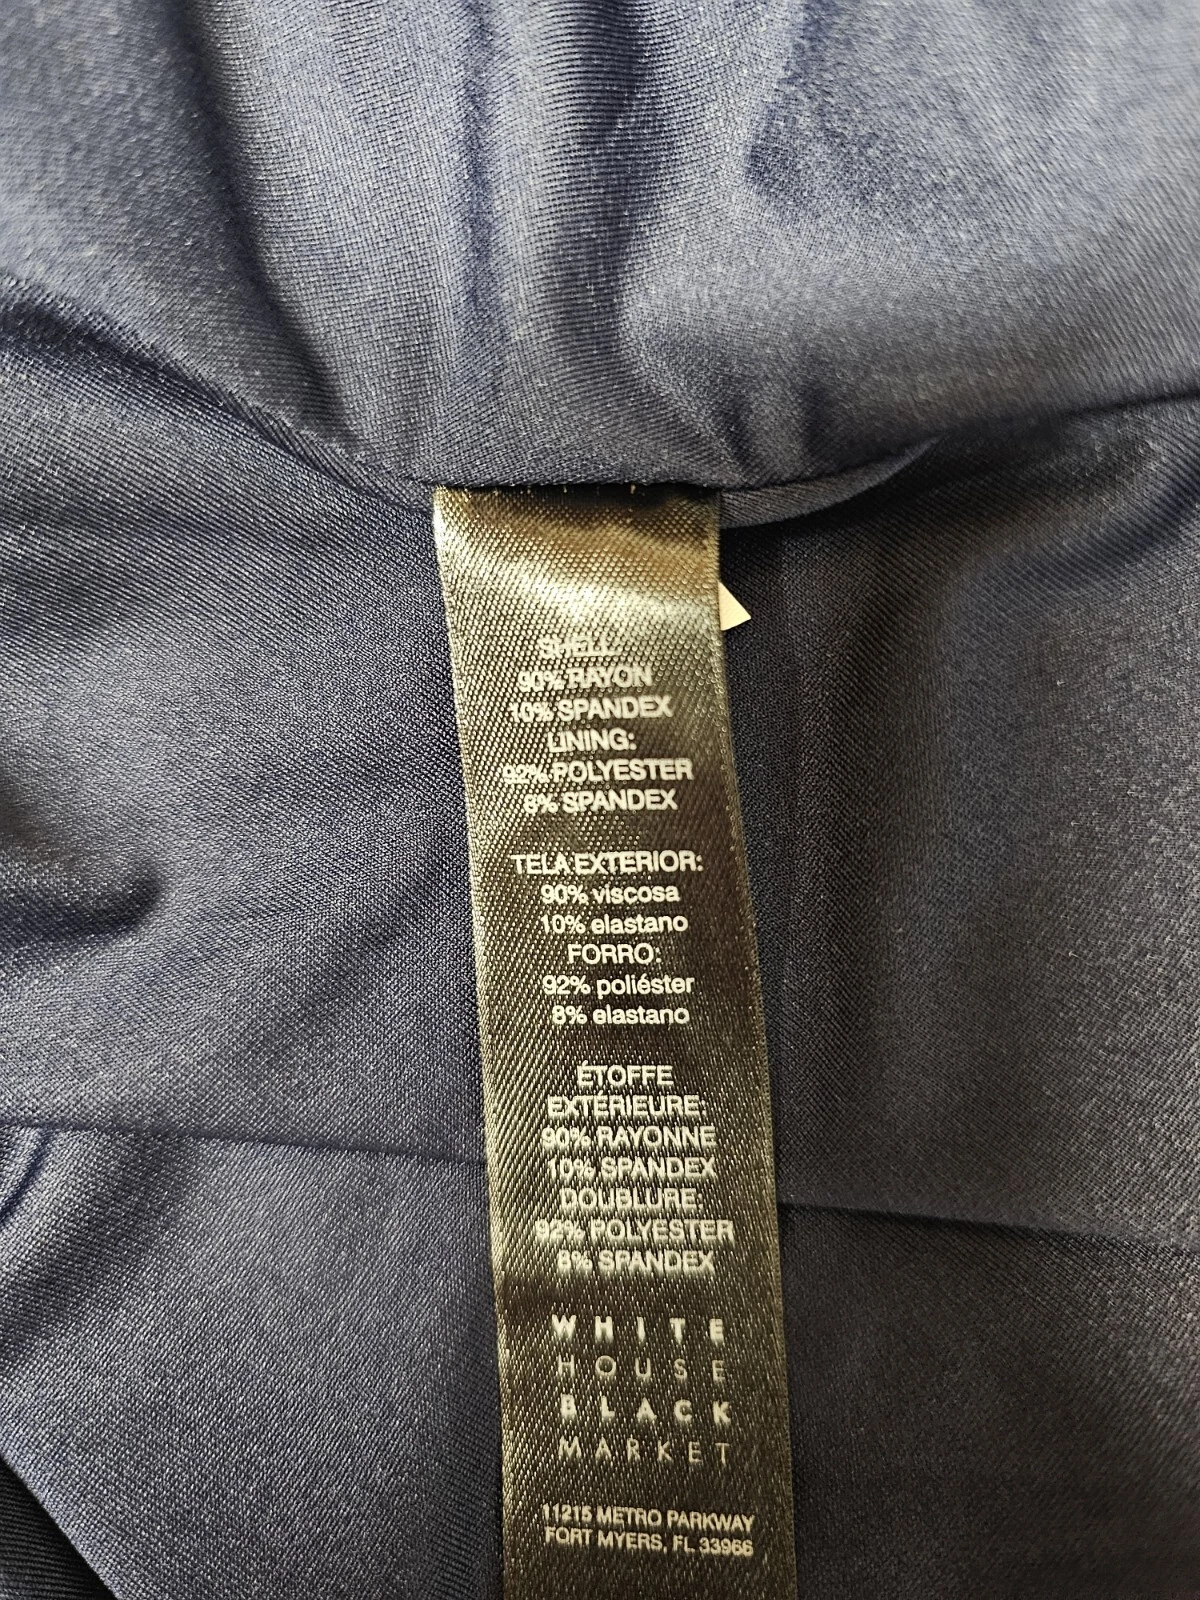 SHELL:
90% RAYON
10% SPANDEX
LINING:
92% POLYESTER
8% SPANDEX
TELA EXTERIOR:
90% viscosa
10% elastano
FORRO:
92% poliéster
8% elastano
ÉTOFFE
EXTÉRIEURE:
90% RAYONNE
10% SPANDEX
DOUBLURE:
92% POLYESTER
8% SPANDEX
WHITE
HOUSE
BLACK
MARKET
11215 METRO PARKWAY
FORT MYERS, FL 33966